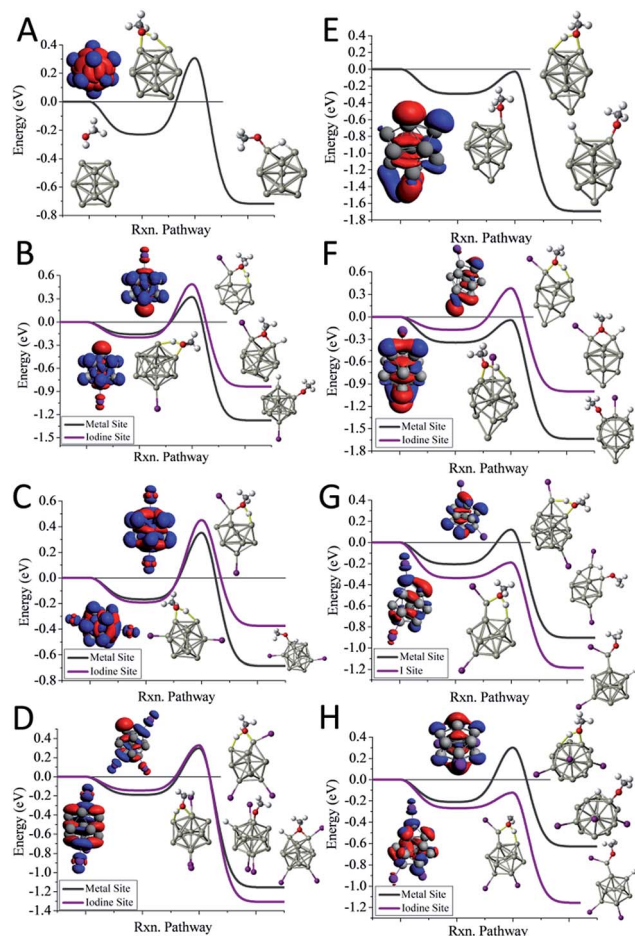 A
0.4
0.2
0.0
-0.2
-0.4
-0.6
-0.8
Energy (eV)
Rxn. Pathway
B
0.6
0.3
0.0
-0.3
-0.6
-0.9
-1.2
-1.5
Energy (eV)
Metal Site
Iodine Site
Rxn. Pathway
C
0.6
0.4
0.2
0.0
-0.2
-0.4
-0.6
-0.8
Energy (eV)
Metal Site
Iodine Site
Rxn. Pathway
D
0.6
0.4
0.2
0.0
-0.2
-0.4
-0.6
-0.8
-1.0
-1.2
-1.4
Energy (eV)
Metal Site
Iodine Site
Rxn. Pathway
E
0.4
0.2
0.0
-0.2
-0.4
-0.6
-0.8
-1.0
-1.2
-1.4
-1.6
-1.8
Energy (eV)
Rxn. Pathway
F
0.6
0.3
0.0
-0.3
-0.6
-0.9
-1.2
-1.5
-1.8
Energy (eV)
Metal Site
Iodine Site
Rxn. Pathway
G
0.4
0.2
0.0
-0.2
-0.4
-0.6
-0.8
-1.0
-1.2
Energy (eV)
Metal Site
I Site
Rxn. Pathway
H
0.4
0.2
0.0
-0.2
-0.4
-0.6
-0.8
-1.0
-1.2
Energy (eV)
Metal Site
Iodine Site
Rxn. Pathway